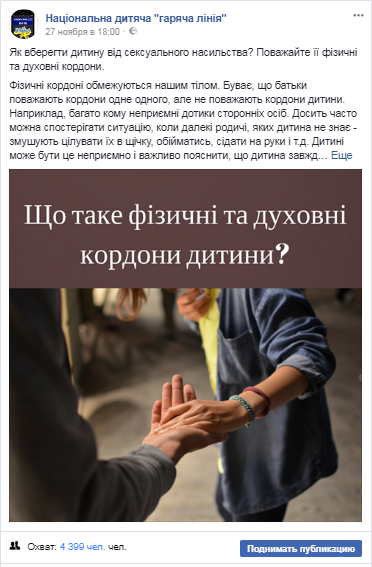 Національна дитяча "гаряча лінія"
27 ноября в 18:00 ·
Як вберегти дитину від сексуального насильства? Поважайте її фізичні
та духовні кордони.
Фізичні кордоні обмежуються нашим тілом. Буває, що батьки
поважають кордони одне одного, але не поважають кордони дитини.
Наприклад, багато кому неприємні дотики сторонніх осіб. Досить часто
можна спостерігати ситуацію, коли далекі родичі, яких дитина не знає -
змушують цілувати їх в щічку, обійматись, сідати на руки і т.д. Дитині
може бути це неприємно і важливо пояснити, що дитина завжд… Еще
Що таке фізичні та духовні
кордони дитини?
Охват: 4 399 чел. чел.
Поднимать публикацию